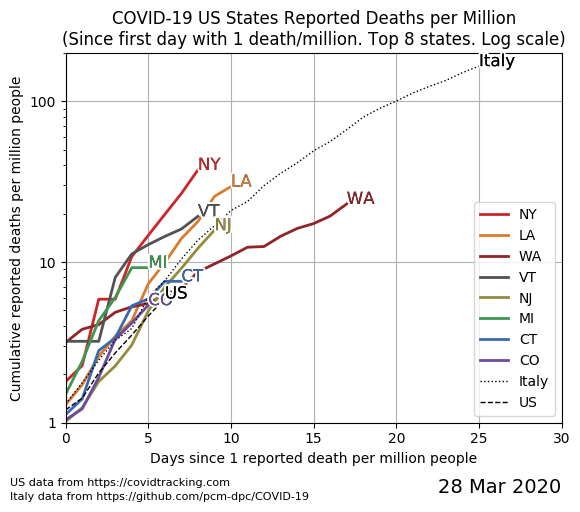 COVID-19 US States Reported Deaths per Million
(Since first day with 1 death/million. Top 8 states. Log scale)
Cumulative reported deaths per million people
100
10
1
0
5
10
15
20
25
30
Days since 1 reported death per million people
Italy
NY
LA
WA
VT
NJ
MI
CT
CO
US
NY
LA
WA
VT
NJ
MI
CT
CO
Italy
US
US data from https://covidtracking.com
Italy data from https://github.com/pcm-dpc/COVID-19
28 Mar 2020